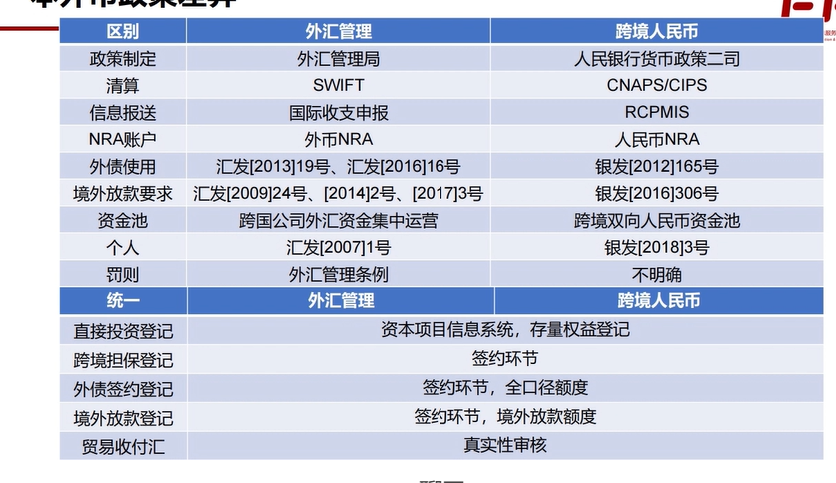 本外币政策差异
区别 外汇管理 跨境人民币
政策制定 外汇管理局 人民银行货币政策二司
清算 SWIFT CNAPS/CIPS
信息报送 国际收支申报 RCPMIS
NRA账户 外币NRA 人民币NRA
外债使用 汇发[2013]19号、汇发[2016]16号 银发[2012]165号
境外放款要求 汇发[2009]24号、[2014]2号、[2017]3号 银发[2016]306号
资金池 跨国公司外汇资金集中运营 跨境双向人民币资金池
个人 汇发[2007]1号 银发[2018]3号
罚则 外汇管理条例 不明确
统一 外汇管理 跨境人民币
直接投资登记 资本项目信息系统，存量权益登记
跨境担保登记 签约环节
外债签约登记 签约环节，全口径额度
境外放款登记 签约环节，境外放款额度
贸易收付汇 真实性审核